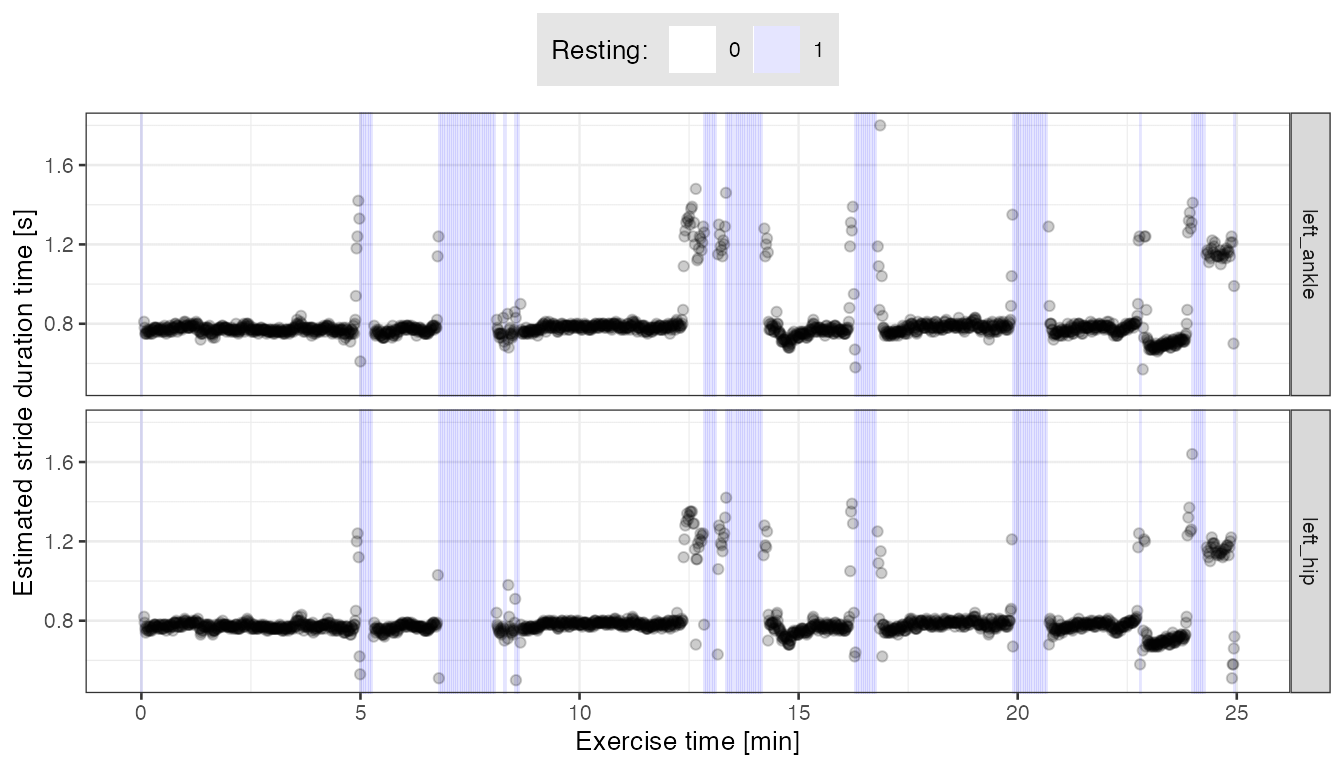 Resting: 0 1
Estimated stride duration time [s]
1.6
1.2
0.8
left_ankle
1.6
1.2
0.8
left_hip
0 5 10 15 20 25
Exercise time [min]